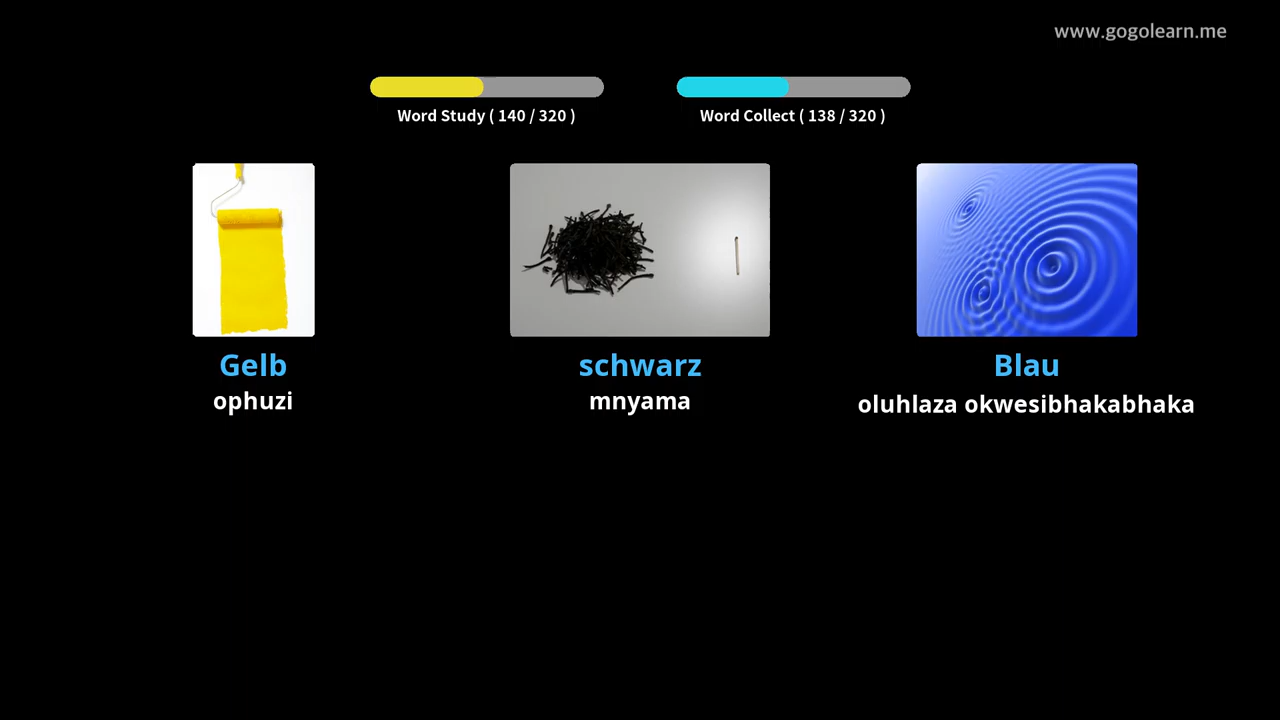 www.gogolearn.me
Word Study ( 140 / 320 )
Word Collect ( 138 / 320 )
Gelb
ophuzi
schwarz
mnyama
Blau
oluhlaza okwesibhakabhaka